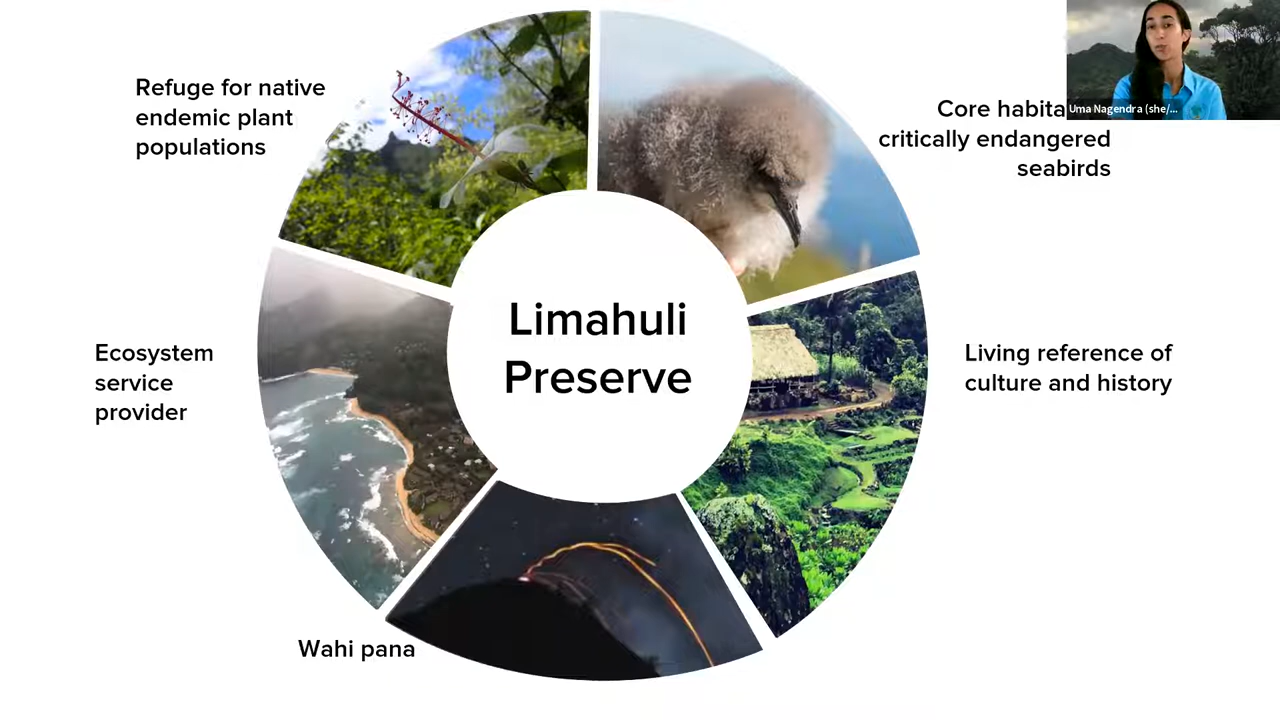 Refuge for native
endemic plant
populations
Core habita
critically endangered
seabirds
Uma Nagendra (she/...
Limahuli
Preserve
Ecosystem
service
provider
Living reference of
culture and history
Wahi pana